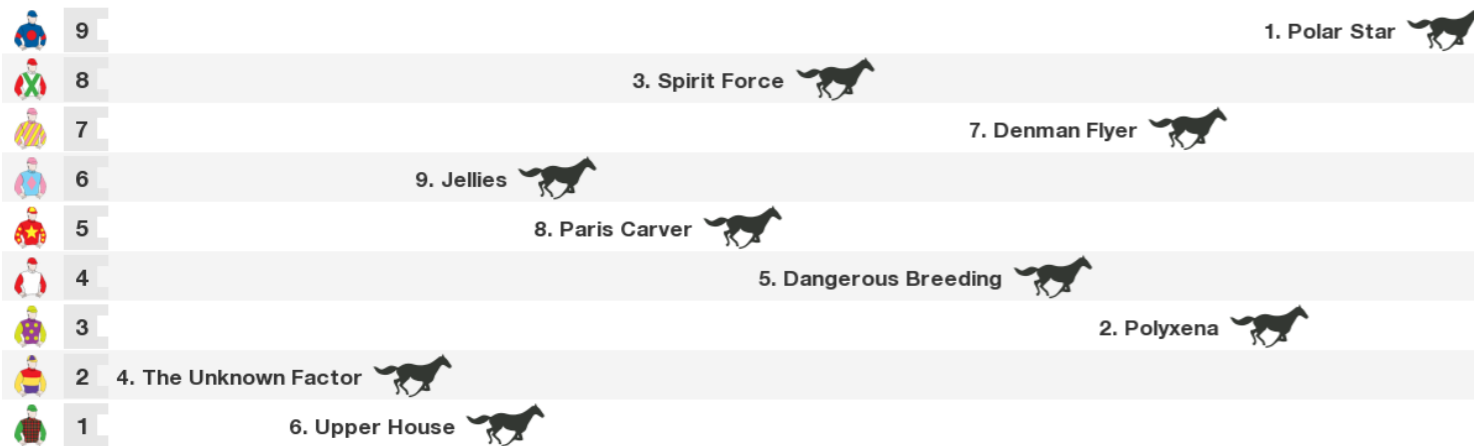 9 1. Polar Star
8 3. Spirit Force
7 7. Denman Flyer
6 9. Jellies
5 8. Paris Carver
4 5. Dangerous Breeding
3 2. Polyxena
2 4. The Unknown Factor
1 6. Upper House